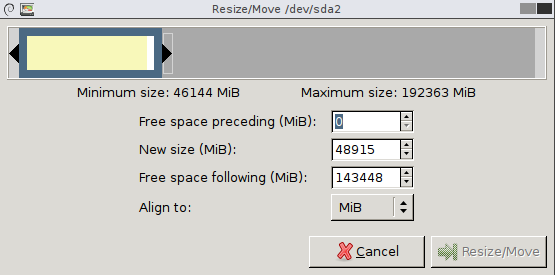 Resize/Move /dev/sda2
Minimum size: 46144 MiB Maximum size: 192363 MiB
Free space preceding (MiB): 0
New size (MiB): 48915
Free space following (MiB): 143448
Align to: MiB
Cancel Resize/Move